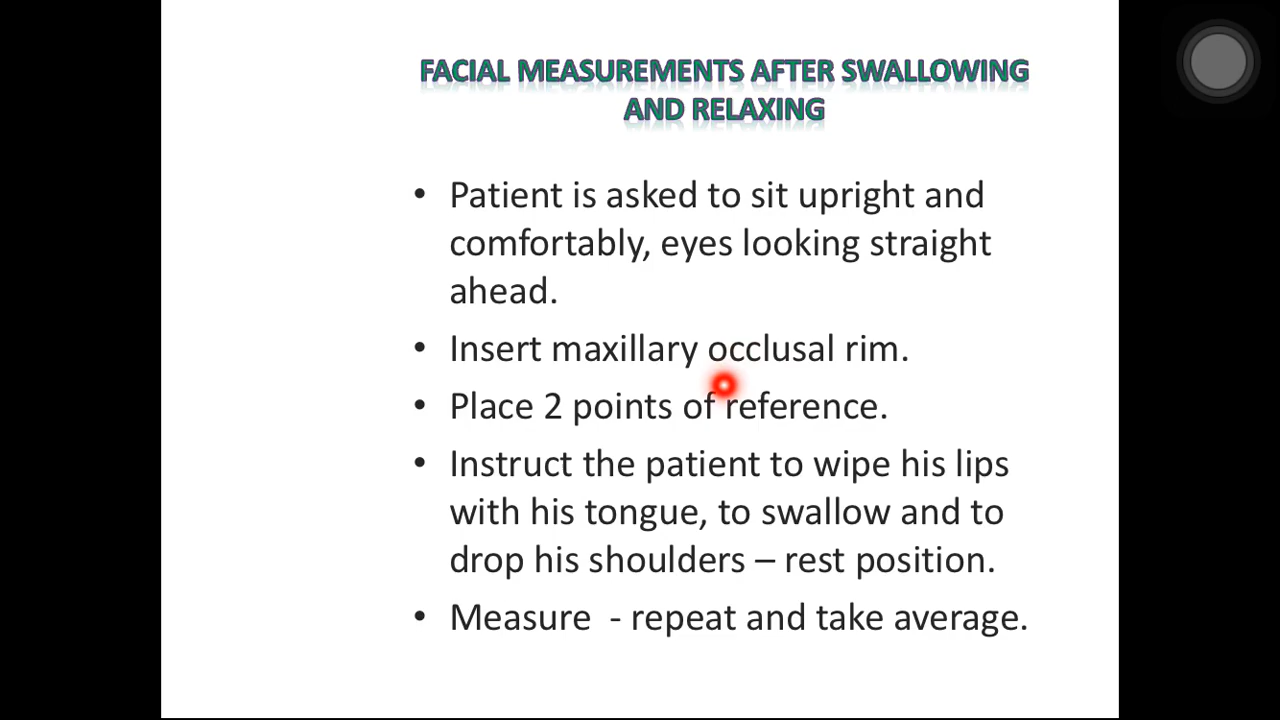 FACIAL MEASUREMENTS AFTER SWALLOWING
AND RELAXING
• Patient is asked to sit upright and
comfortably, eyes looking straight
ahead.
• Insert maxillary occlusal rim.
• Place 2 points of reference.
• Instruct the patient to wipe his lips
with his tongue, to swallow and to
drop his shoulders – rest position.
• Measure - repeat and take average.